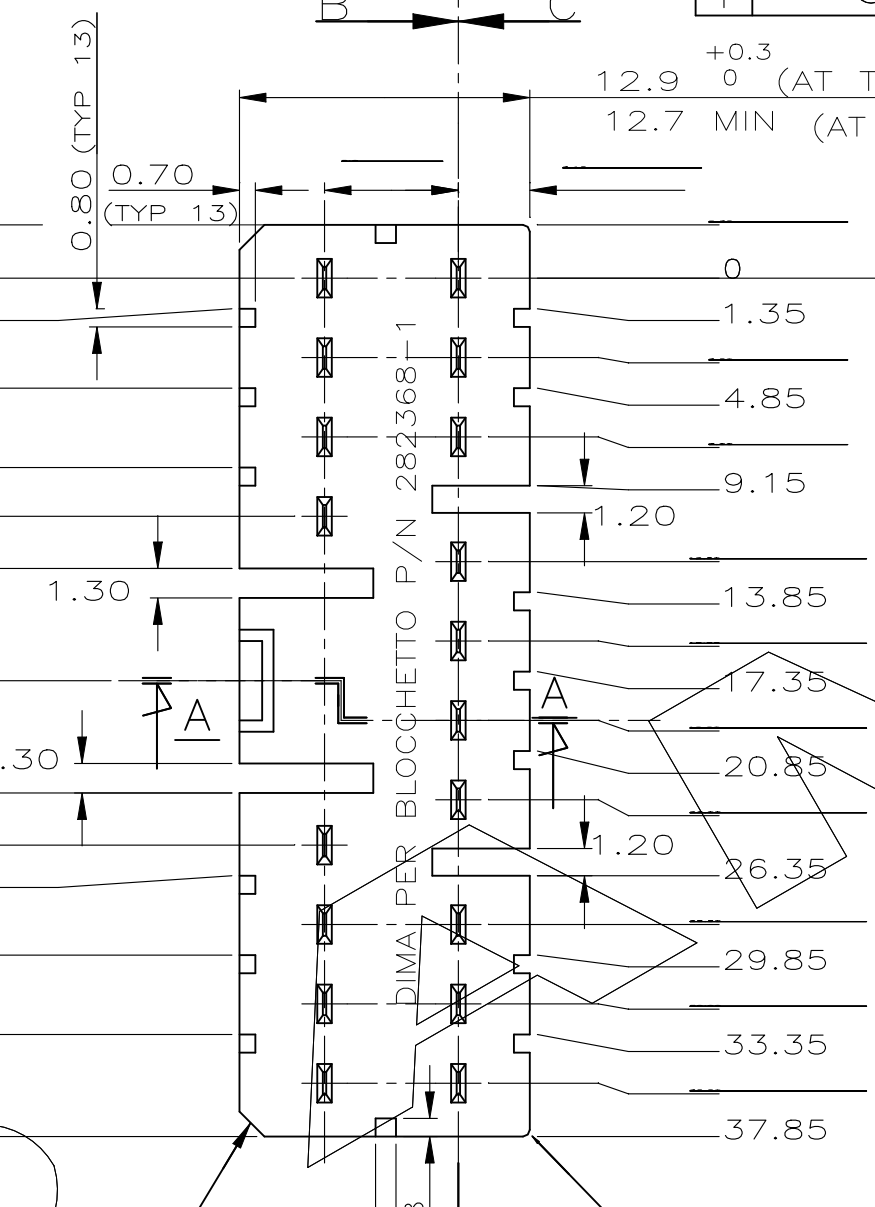 B C
+0.3
12.9 0 (AT T
12.7 MIN (AT
0.80 (TYP 13)
0.70
(TYP 13)
0
1.35
4.85
9.15
1.20
13.85
17.35
20.85
1.20
26.35
29.85
33.35
37.85
1.30
A
A
.30
DIMA PER BLOCCHETTO P/N 282368-1